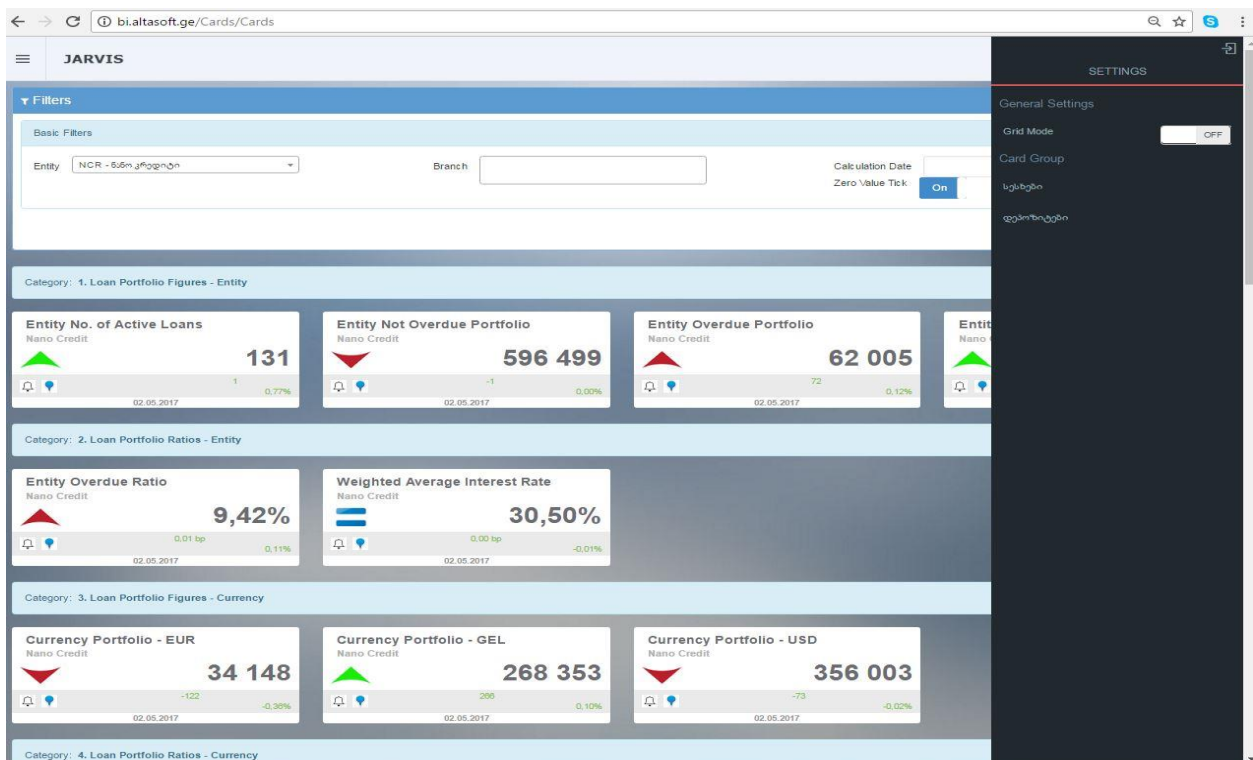 bi.altasoft.ge/Cards/Cards
JARVIS
SETTINGS
Filters
General Settings
Basic Filters
Grid Mode
OFF
Entity
NCR - ნანო კრედიტი
Branch
Calculation Date
Zero Value Tick
On
Card Group
სესხები
დეპოზიტები
Category: 1. Loan Portfolio Figures - Entity
Entity No. of Active Loans
Nano Credit
131
1
0,77%
02.05.2017
Entity Not Overdue Portfolio
Nano Credit
596 499
-1
0,00%
02.05.2017
Entity Overdue Portfolio
Nano Credit
62 005
72
0,12%
02.05.2017
Entit
Nano
Category: 2. Loan Portfolio Ratios - Entity
Entity Overdue Ratio
Nano Credit
9,42%
0,01 bp
0,11%
02.05.2017
Weighted Average Interest Rate
Nano Credit
30,50%
0,00 bp
-0,01%
02.05.2017
Category: 3. Loan Portfolio Figures - Currency
Currency Portfolio - EUR
Nano Credit
34 148
-122
-0,36%
02.05.2017
Currency Portfolio - GEL
Nano Credit
268 353
266
0,10%
02.05.2017
Currency Portfolio - USD
Nano Credit
356 003
-73
-0,02%
02.05.2017
Category: 4. Loan Portfolio Ratios - Currency